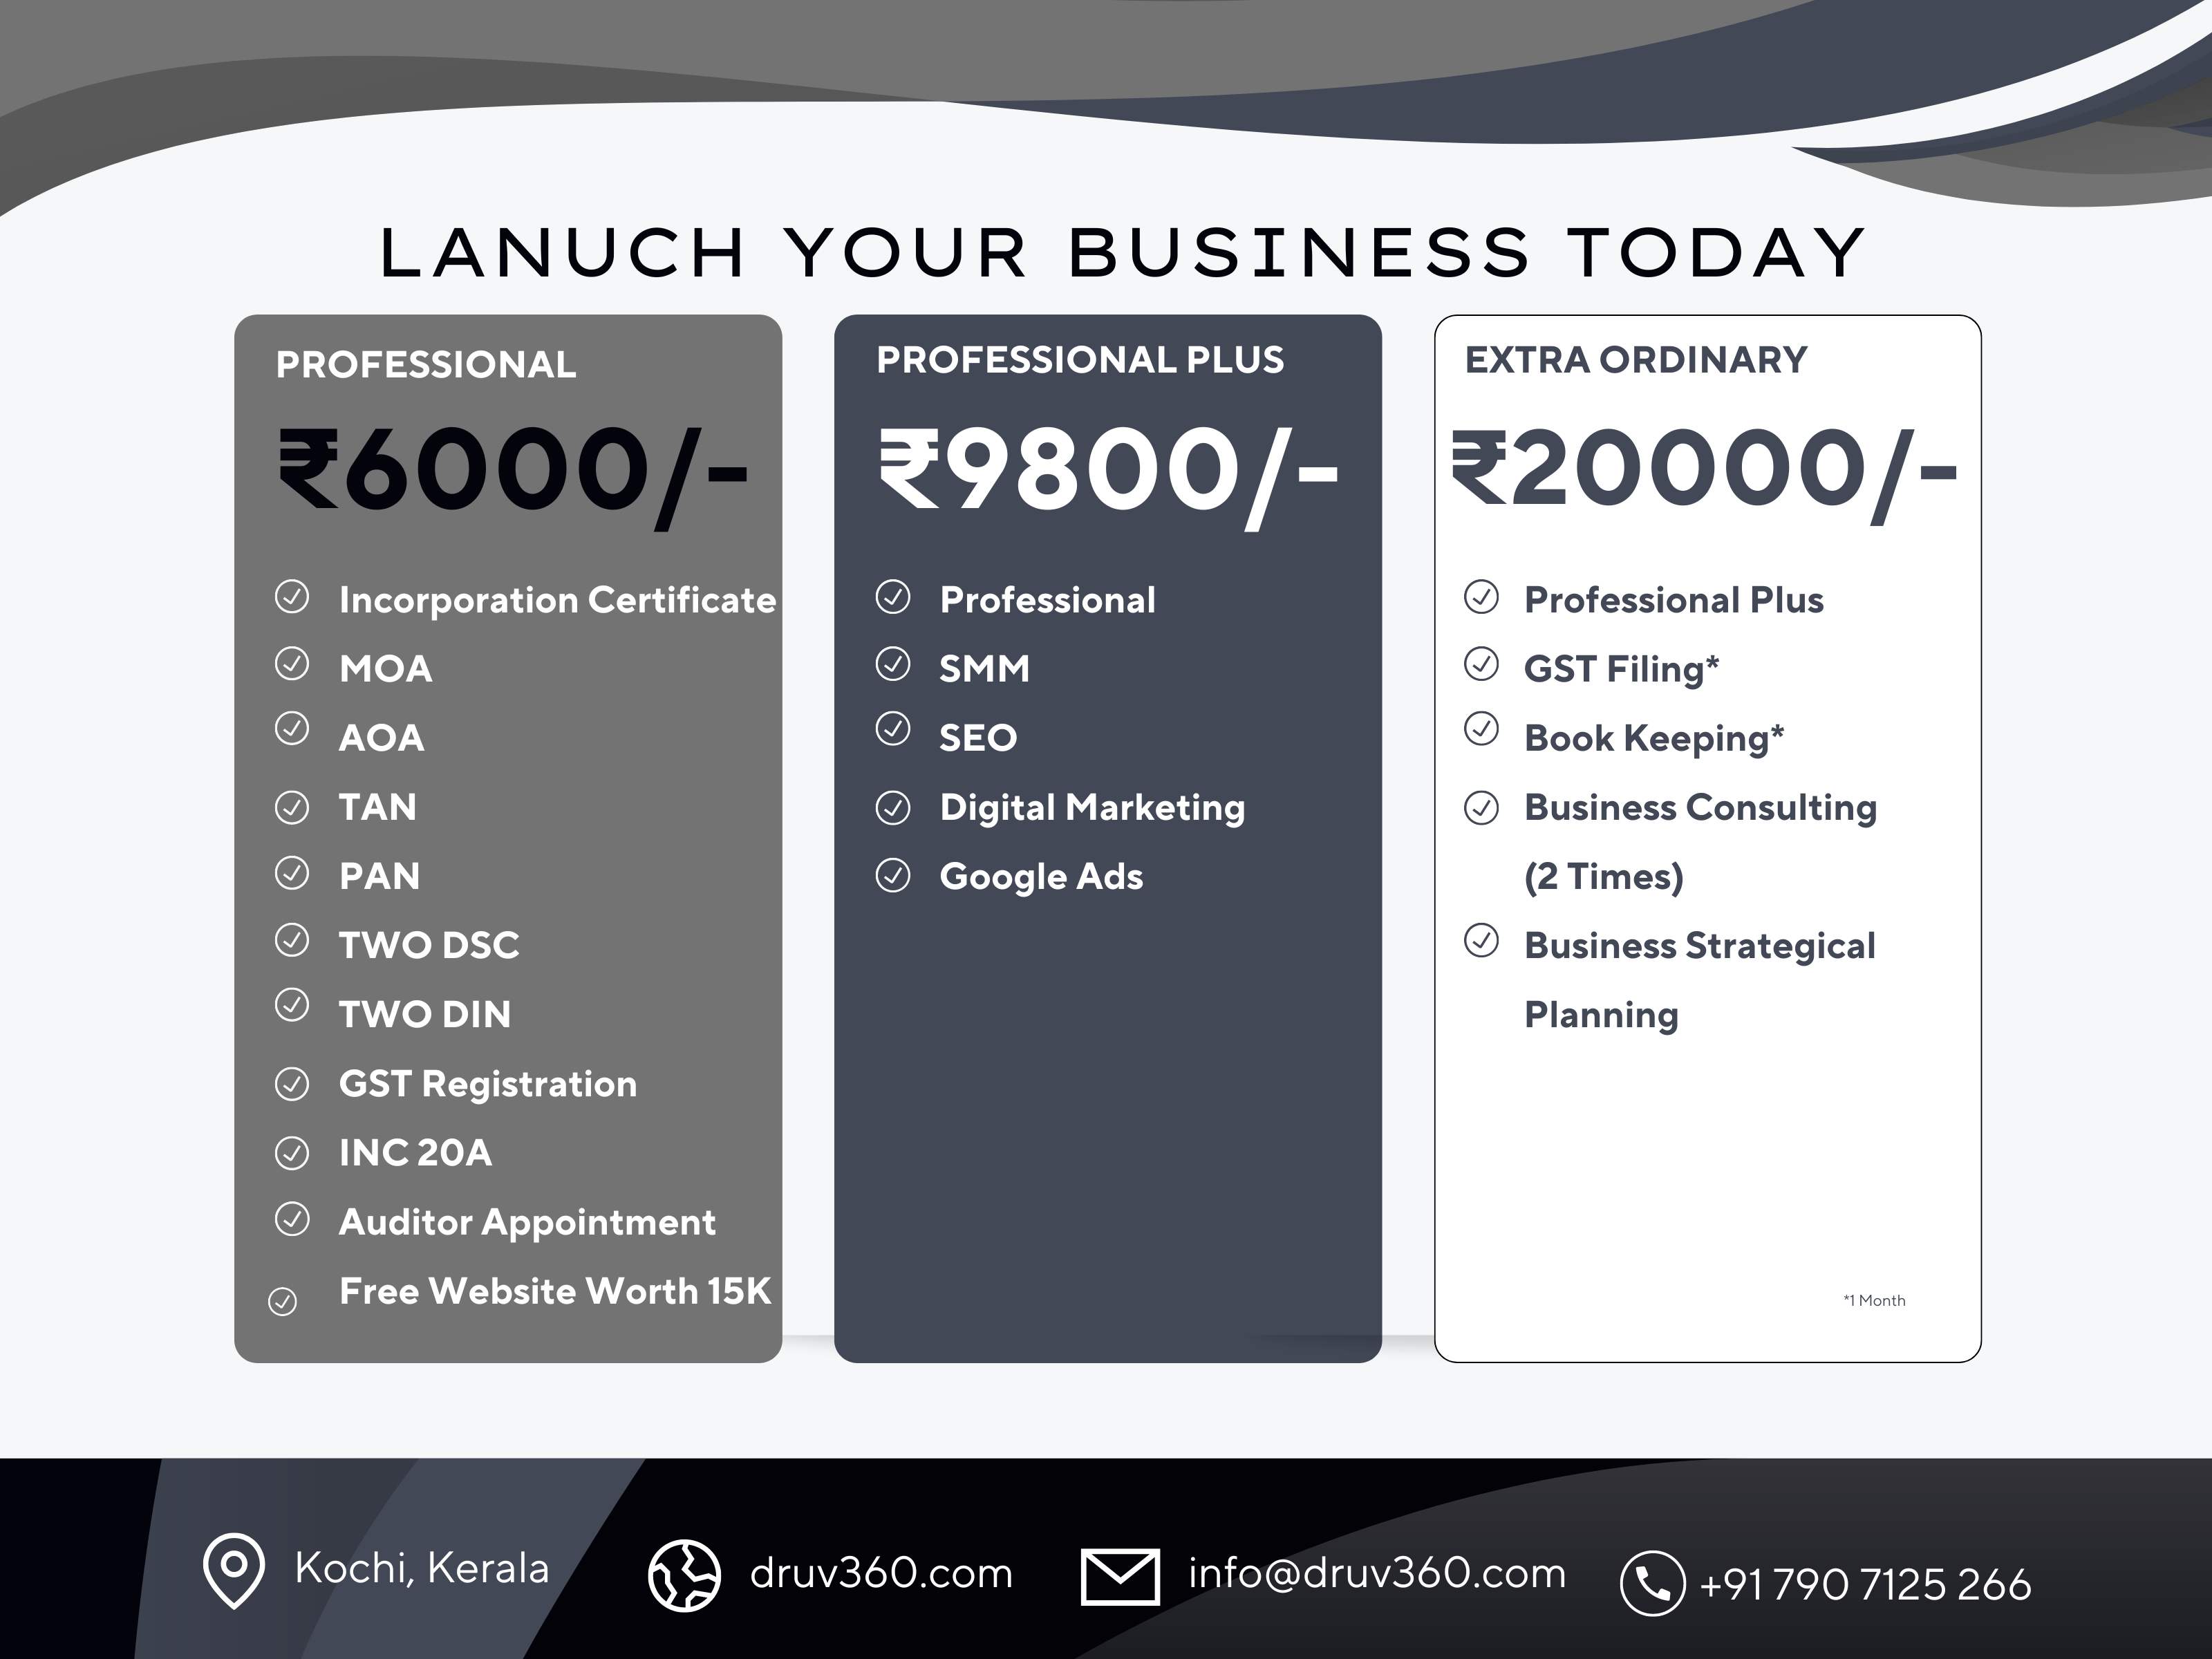 LANUCH YOUR BUSINESS TODAY
PROFESSIONAL
₹6000/-
Incorporation Certificate
MOA
AOA
TAN
PAN
TWO DSC
TWO DIN
GST Registration
INC 20A
Auditor Appointment
Free Website Worth 15K
PROFESSIONAL PLUS
₹9800/-
Professional
SMM
SEO
Digital Marketing
Google Ads
EXTRA ORDINARY
₹20000/-
Professional Plus
GST Filing*
Book Keeping*
Business Consulting
(2 Times)
Business Strategical
Planning
*1 Month
Kochi, Kerala
druv360.com
info@druv360.com
+91 790 7125 266